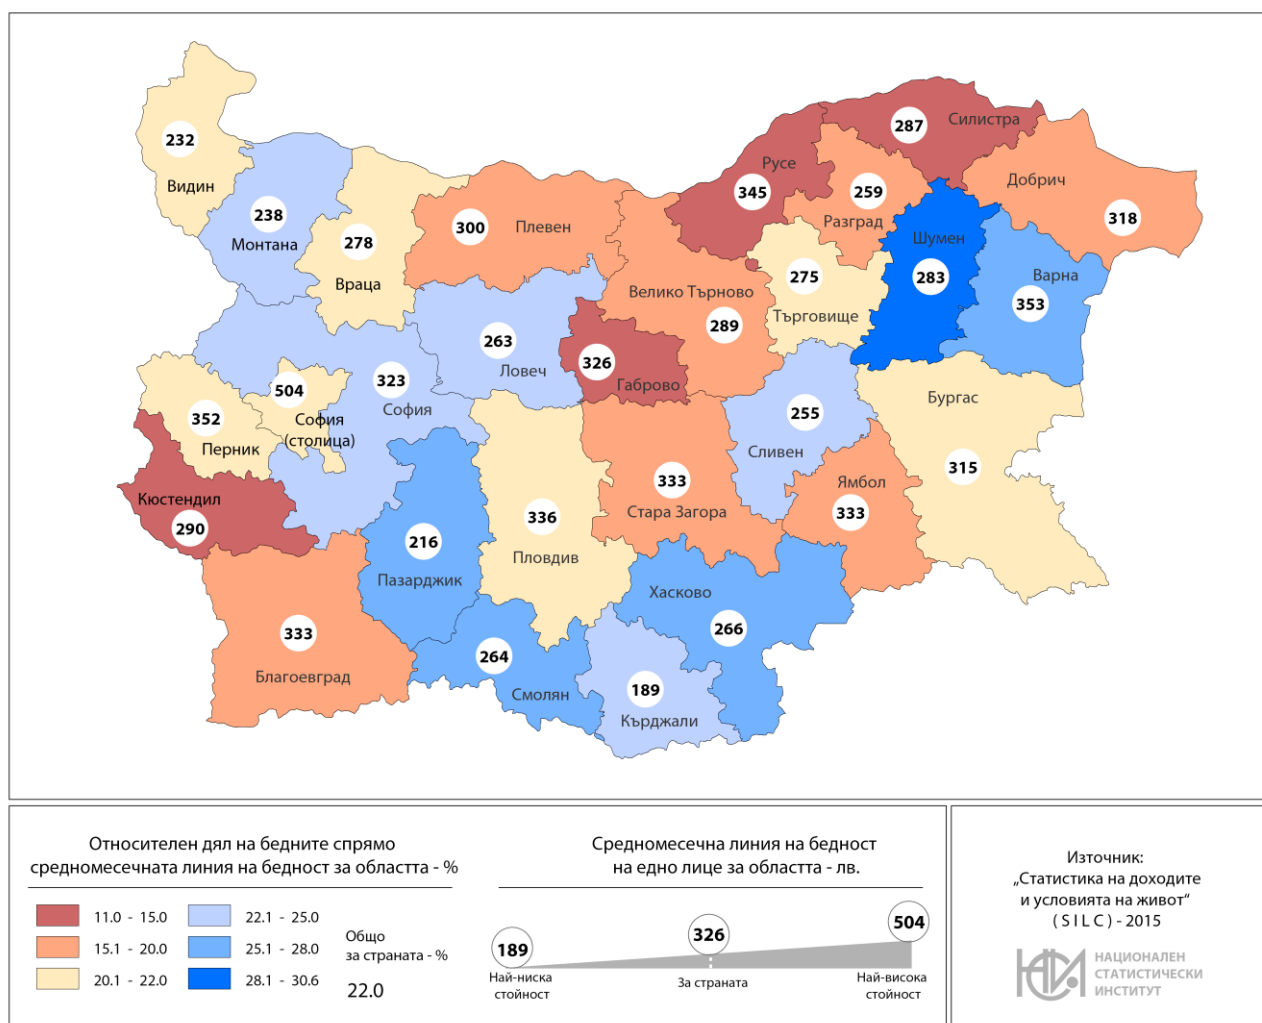 232
Видин
238
Монтана
278
Враца
300
Плевен
Русе
345
287
Силистра
259
Разград
Добрич
318
Шумен
283
Варна
353
275
Търговище
Велико Търново
289
263
Ловеч
326
Габрово
323
София
504
София
(столица)
352
Перник
Кюстендил
290
255
Сливен
Бургас
315
Ямбол
333
333
Стара Загора
336
Пловдив
216
Пазарджик
333
Благоевград
264
Смолян
189
Кърджали
Хасково
266
Относителен дял на бедните спрямо
средномесечната линия на бедност за областта - %
11.0 - 15.0
15.1 - 20.0
20.1 - 22.0
22.1 - 25.0
25.1 - 28.0
28.1 - 30.6
Общо
за страната - %
22.0
Средномесечна линия на бедност
на едно лице за областта - лв.
189
326
504
Най-ниска
стойност
За страната
Най-висока
стойност
Източник:
„Статистика на доходите
и условията на живот“
( S I L C ) - 2015
НСИ
НАЦИОНАЛЕН
СТАТИСТИЧЕСКИ
ИНСТИТУТ